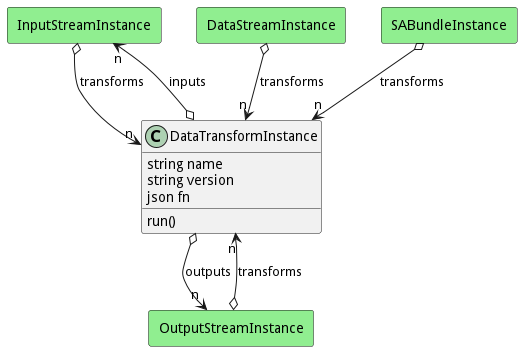 InputStreamInstance
DataStreamInstance
SABundleInstance
n
transforms
inputs
transforms
transforms
n
n
n
C DataTransformInstance
string name
string version
json fn
run()
n
outputs
transforms
n
OutputStreamInstance